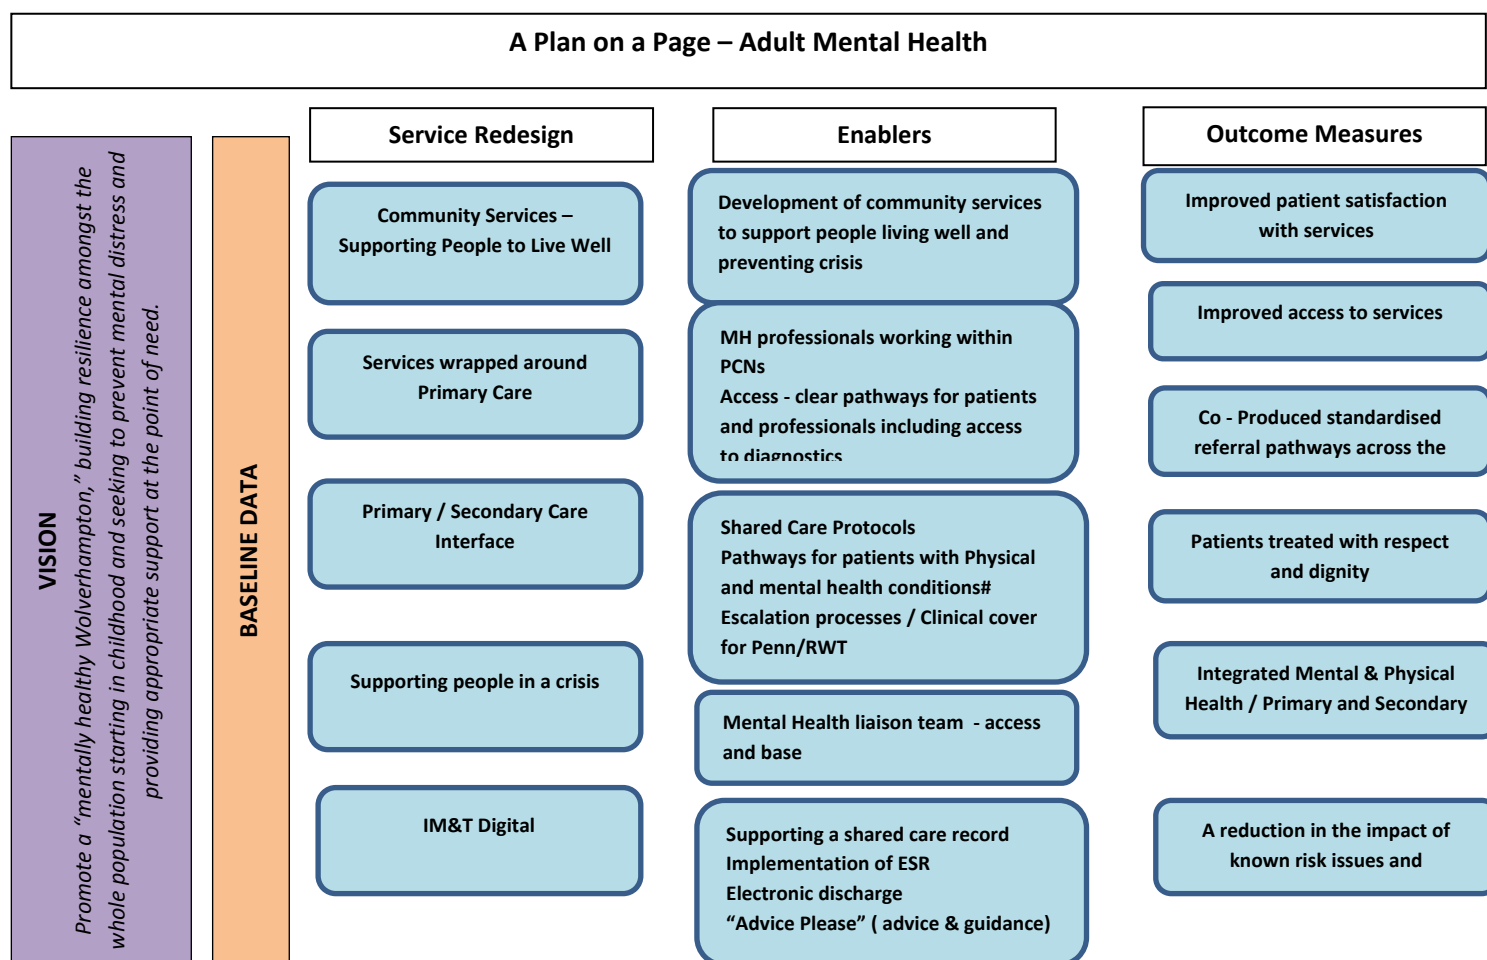 A Plan on a Page – Adult Mental Health
VISION
Promote a “mentally healthy Wolverhampton,” building resilience amongst the
whole population starting in childhood and seeking to prevent mental distress and
providing appropriate support at the point of need.
BASELINE DATA
Service Redesign
Community Services –
Supporting People to Live Well
Services wrapped around
Primary Care
Primary / Secondary Care
Interface
Supporting people in a crisis
IM&T Digital
Enablers
Development of community services
to support people living well and
preventing crisis
MH professionals working within
PCNs
Access - clear pathways for patients
and professionals including access
to diagnostics
Shared Care Protocols
Pathways for patients with Physical
and mental health conditions#
Escalation processes / Clinical cover
for Penn/RWT
Mental Health liaison team  - access
and base
Supporting a shared care record
Implementation of ESR
Electronic discharge
“Advice Please” ( advice & guidance)
Outcome Measures
Improved patient satisfaction
with services
Improved access to services
Co - Produced standardised
referral pathways across the
Patients treated with respect
and dignity
Integrated Mental & Physical
Health / Primary and Secondary
A reduction in the impact of
known risk issues and